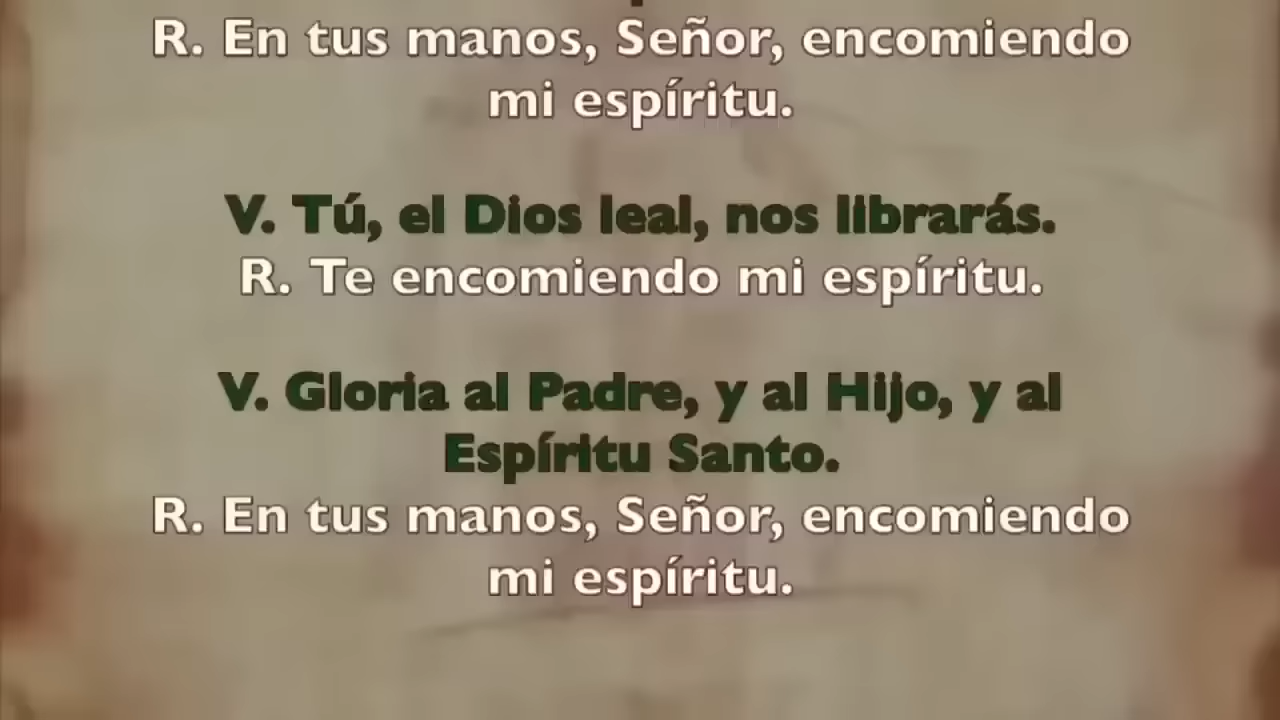 R. En tus manos, Señor, encomiendo
mi espíritu.
V. Tú, el Dios leal, nos librarás.
R. Te encomiendo mi espíritu.
V. Gloria al Padre, y al Hijo, y al
Espíritu Santo.
R. En tus manos, Señor, encomiendo
mi espíritu.